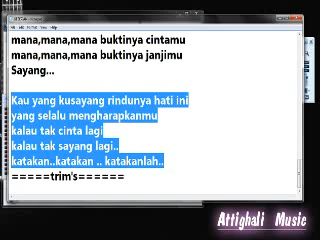 mana,mana,mana buktinya cintamu
mana,mana,mana buktinya janjimu
Sayang...
Kau yang kusayang rindunya hati ini
yang selalu mengharapkanmu
kalau tak cinta lagi
kalau tak sayang lagi..
katakan..katakan .. katakanlah..
=====trim's======
Attighali Music